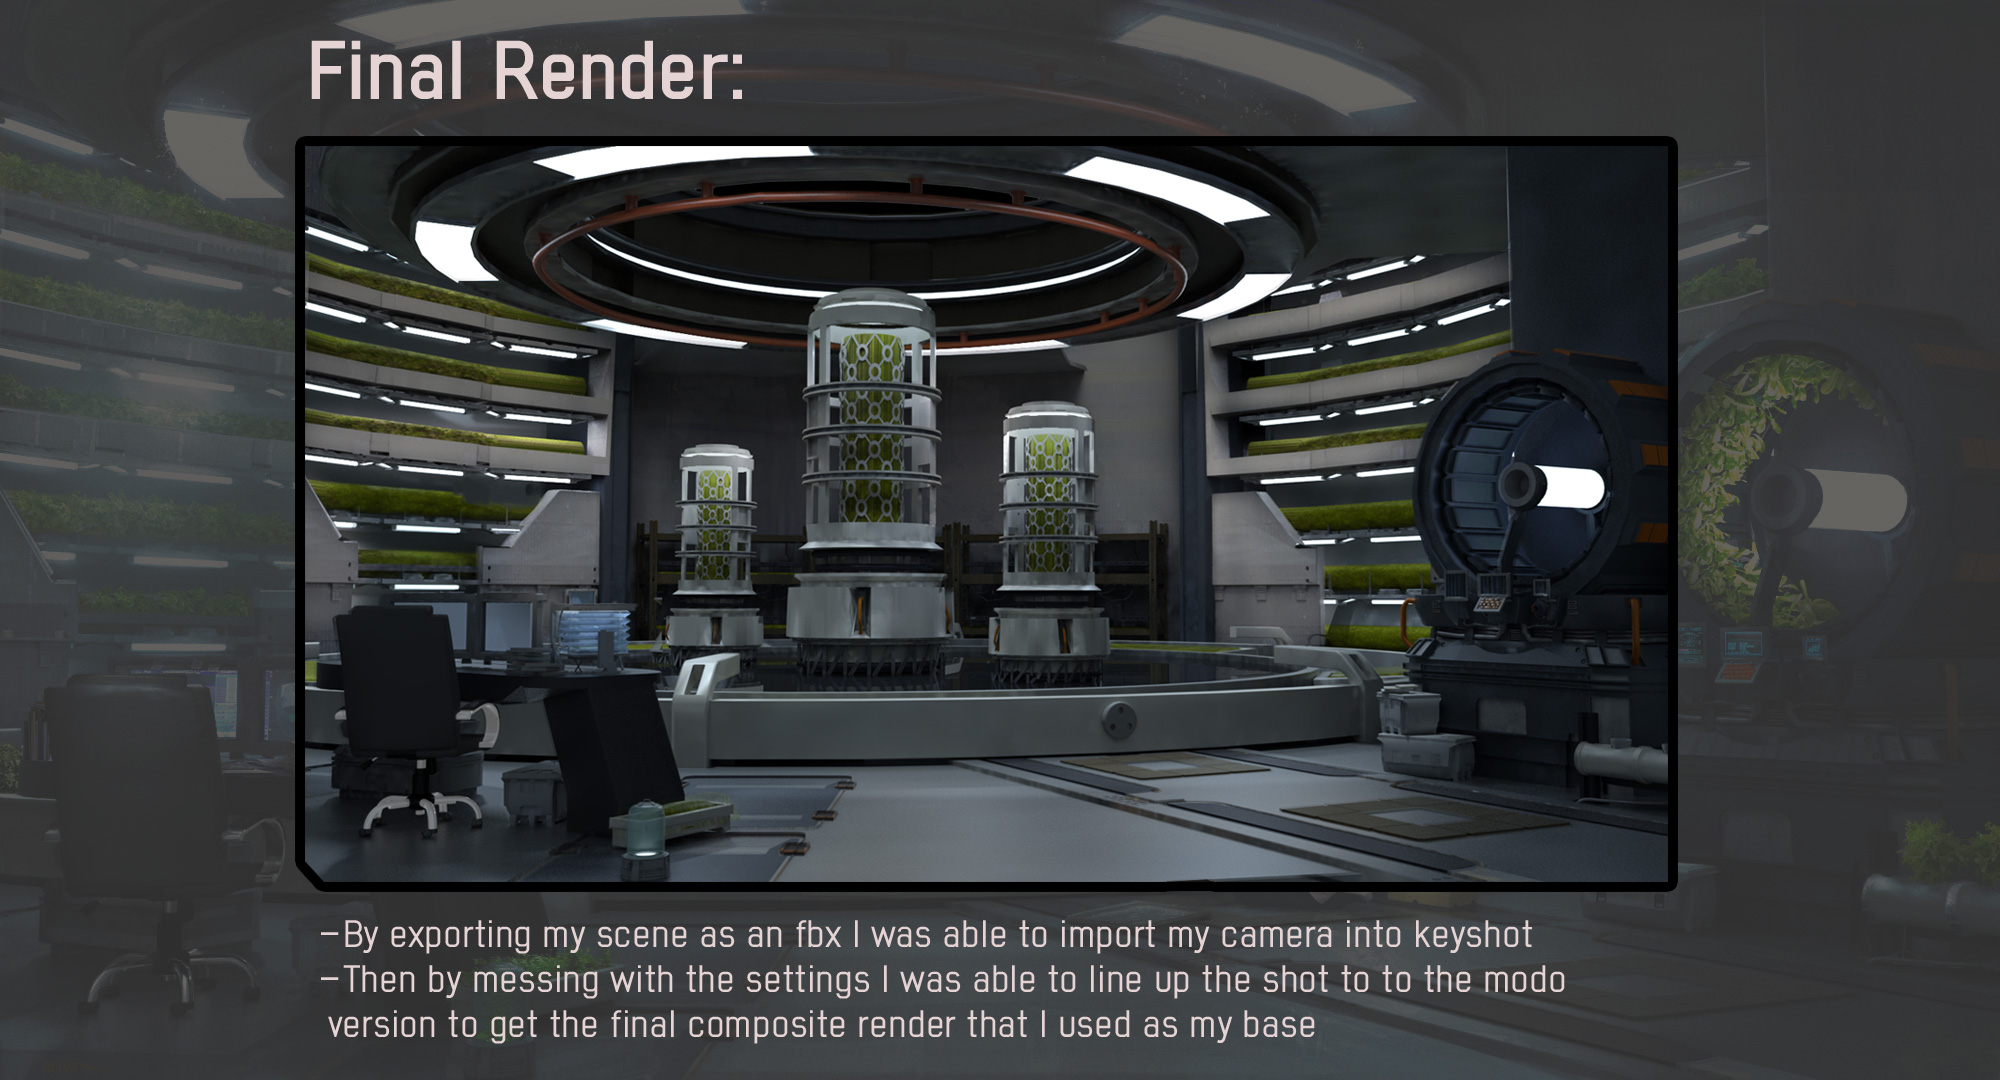 Final Render:
-By exporting my scene as an fbx I was able to import my camera into keyshot
-Then by messing with the settings I was able to line up the shot to to the modo
version to get the final composite render that I used as my base